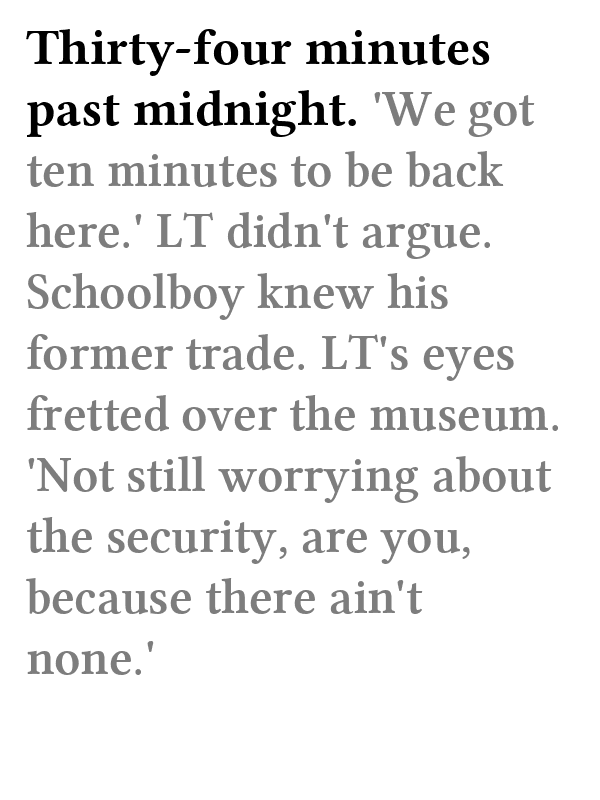 Thirty-four minutes
past midnight. 'We got
ten minutes to be back
here.' LT didn't argue.
Schoolboy knew his
former trade. LT's eyes
fretted over the museum.
'Not still worrying about
the security, are you,
because there ain't
none.'